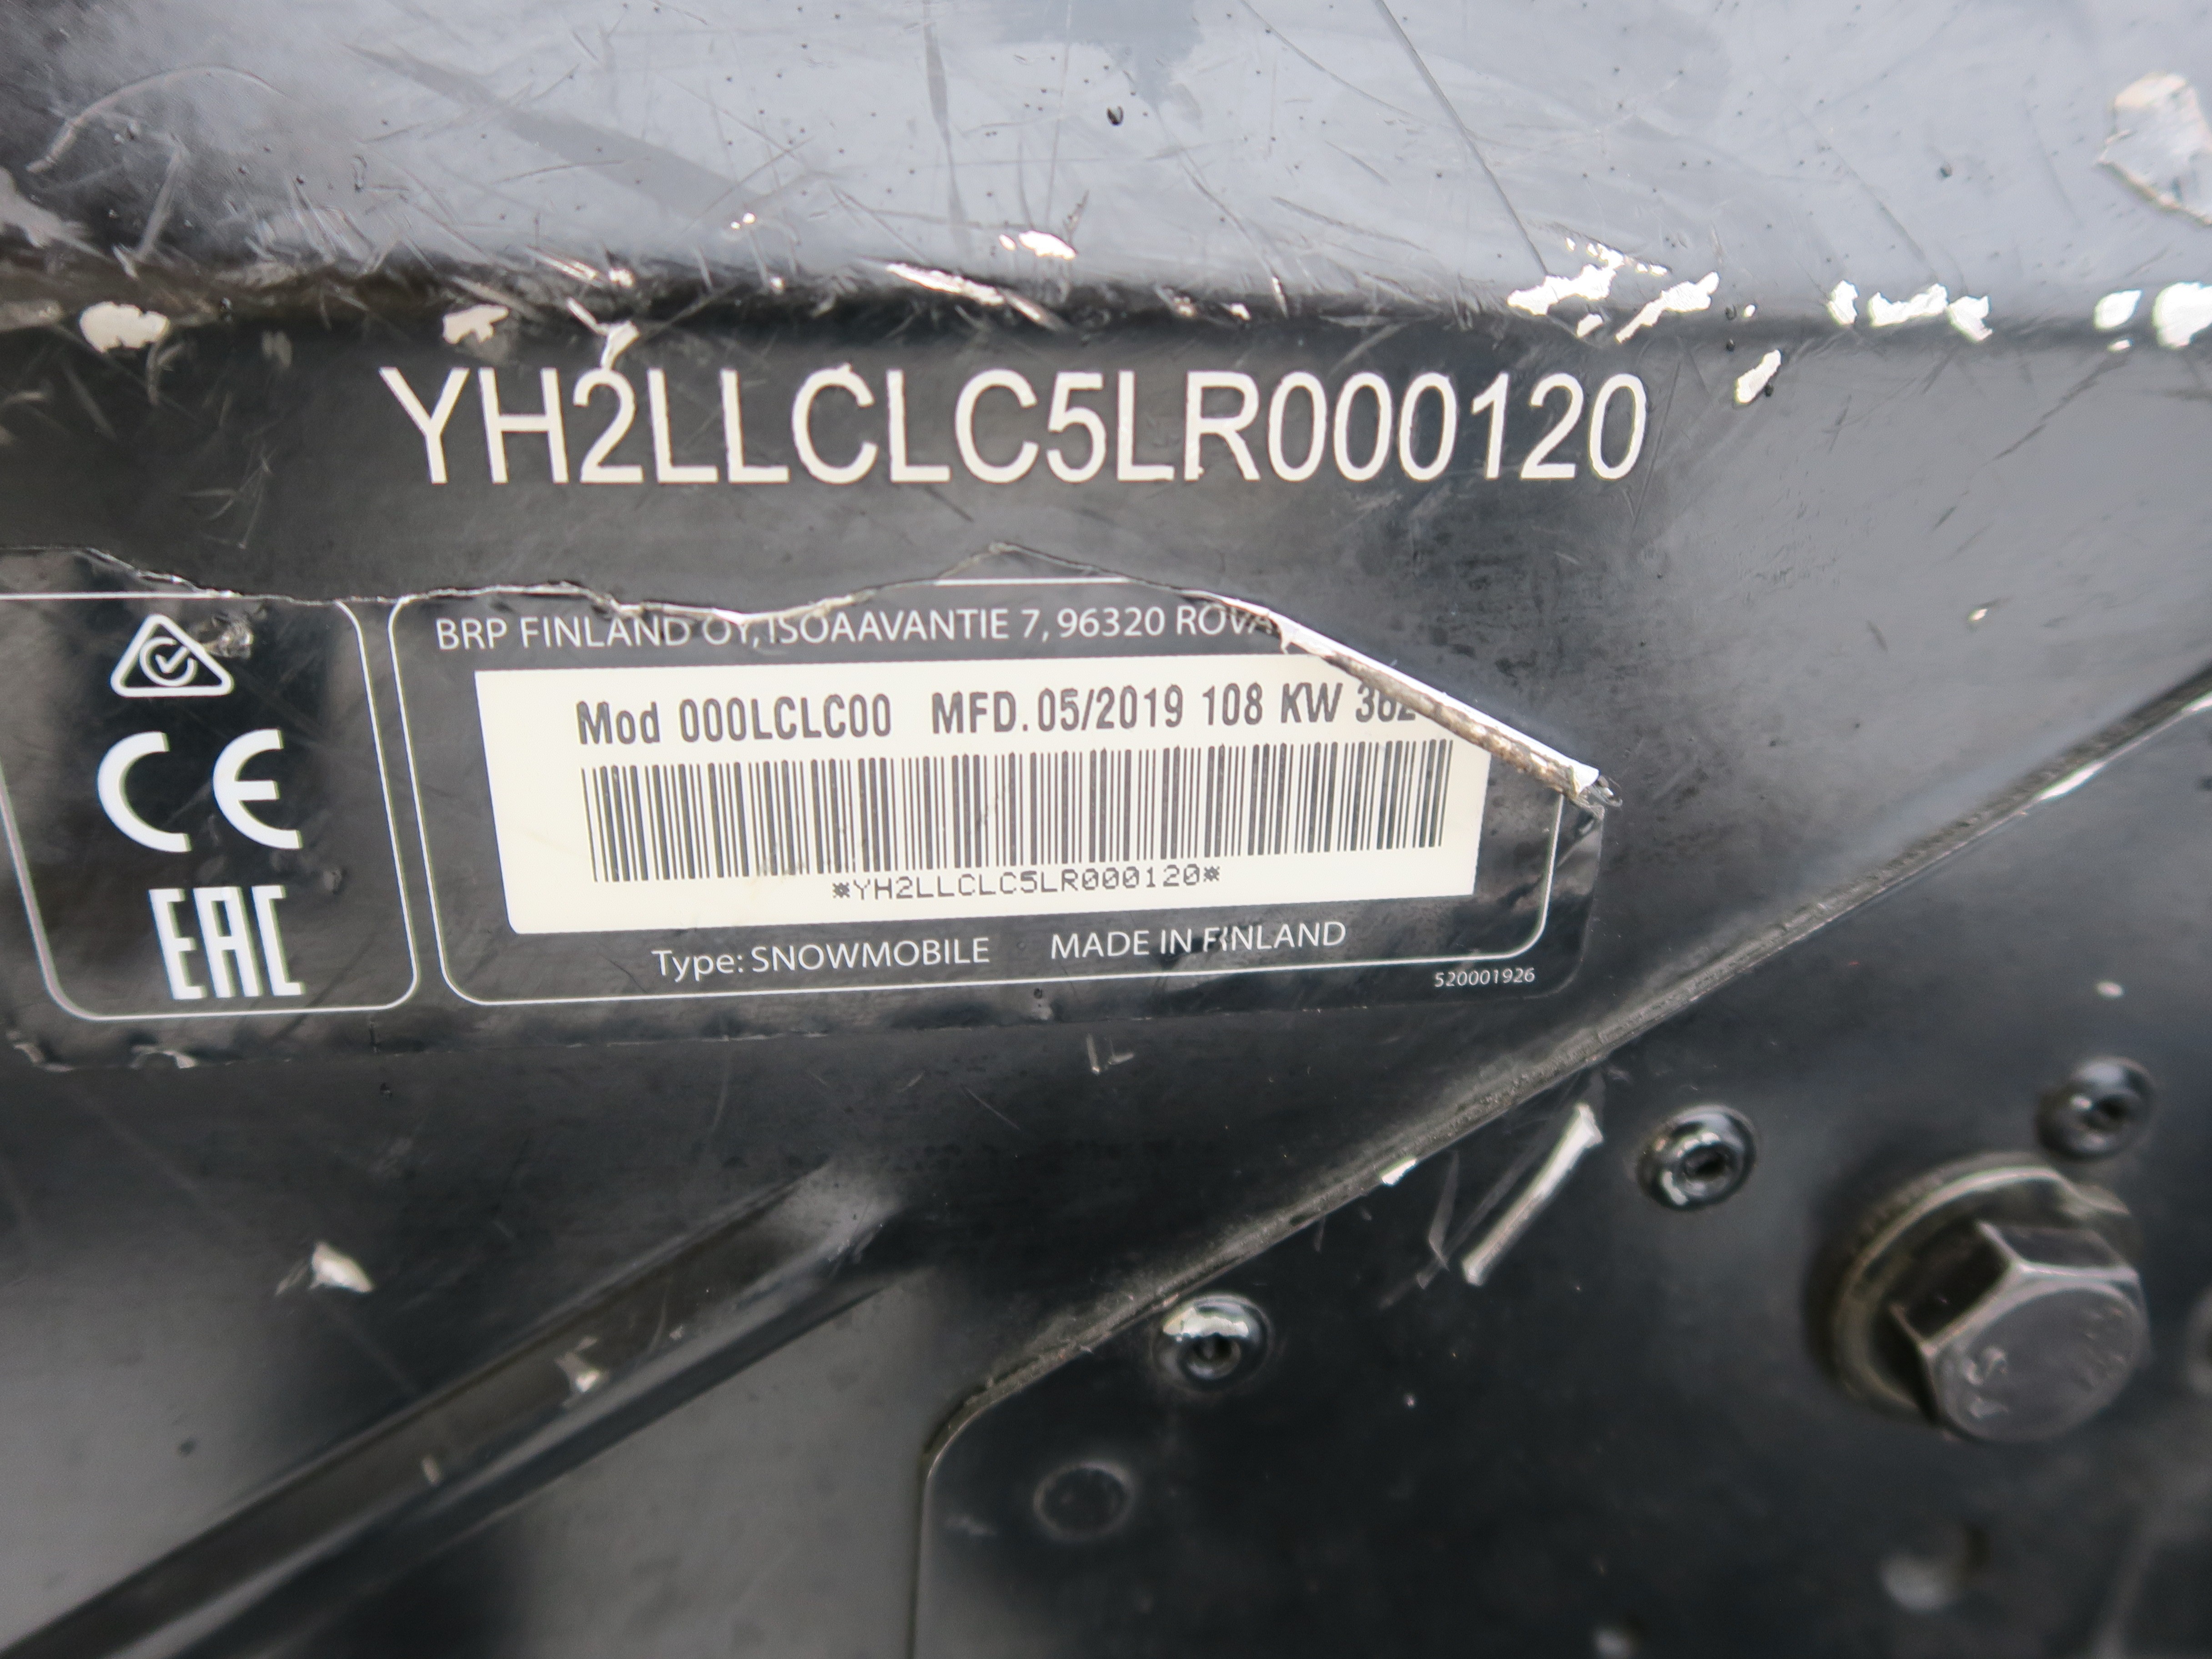 YH2LLCLC5LR000120
BRP FINLAND OY, ISOAAVANTIE 7, 96320
Mod 000LCLC00 MFD. 05/2019 108 KW
*YH2LLCLC5LR000120*
Type: SNOWMOBILE MADE IN FINLAND
520001926
CE
EAC